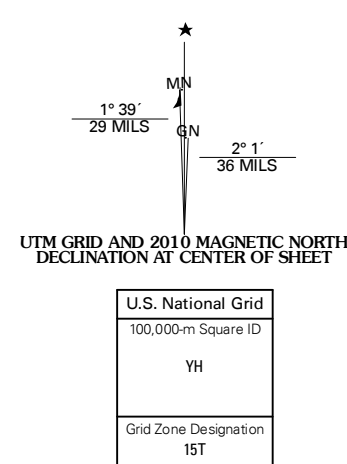 MN
1° 39´
29 MILS
GN
2° 1´
36 MILS
UTM GRID AND 2010 MAGNETIC NORTH
DECLINATION AT CENTER OF SHEET
U.S. National Grid
100,000-m Square ID
YH
Grid Zone Designation
15T